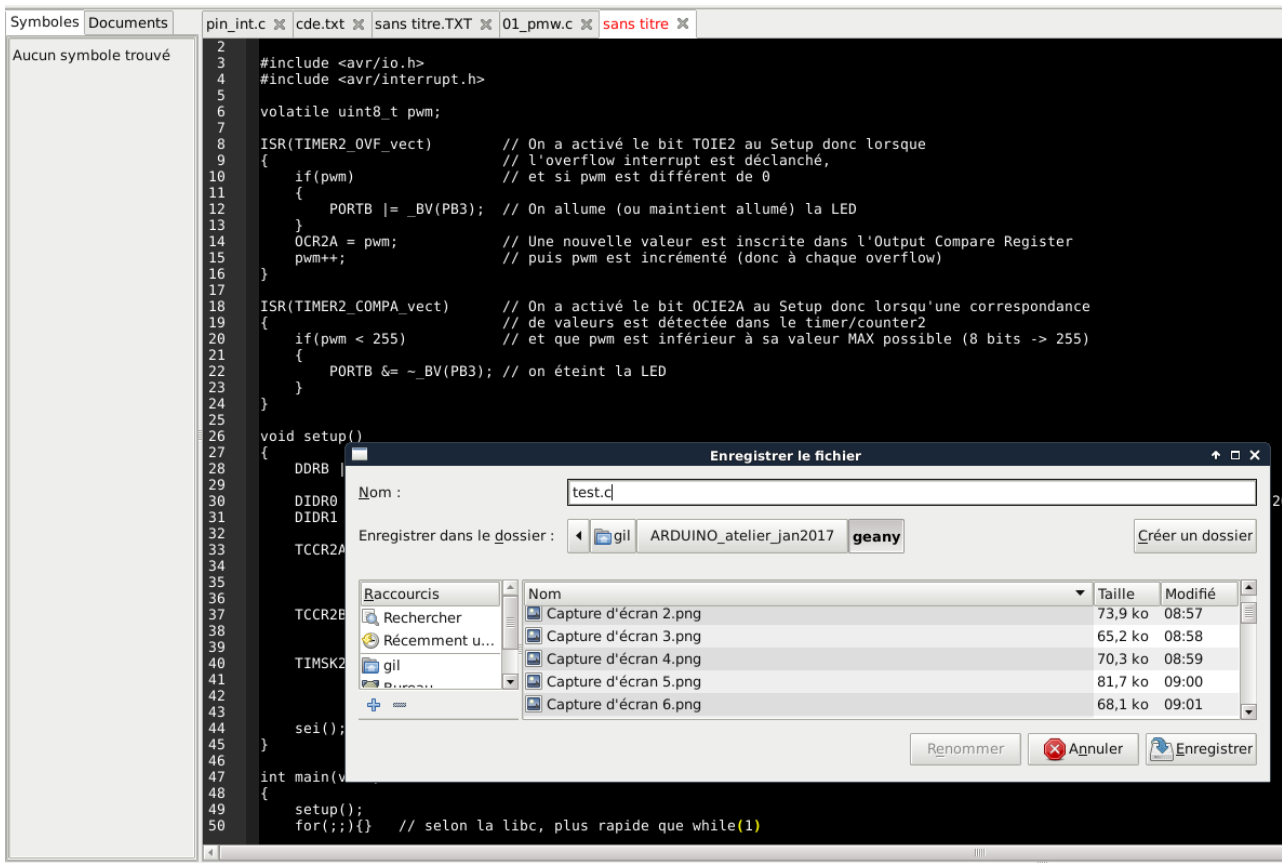 Symboles Documents
pin_int.c cde.txt sans titre.TXT 01_pmw.c sans titre
Aucun symbole trouvé
2
3 #include <avr/io.h>
4 #include <avr/interrupt.h>
5
6 volatile uint8_t pwm;
7
8 ISR(TIMER2_OVF_vect) // On a activé le bit TOIE2 au Setup donc lorsque
9 { // l'overflow interrupt est déclanché,
10 if(pwm) // et si pwm est différent de 0
11 {
12 PORTB |= _BV(PB3); // On allume (ou maintient allumé) la LED
13 }
14 OCR2A = pwm; // Une nouvelle valeur est inscrite dans l'Output Compare Register
15 pwm++; // puis pwm est incrémenté (donc à chaque overflow)
16 }
17
18 ISR(TIMER2_COMPA_vect) // On a activé le bit OCIE2A au Setup donc lorsqu'une correspondance
19 { // de valeurs est détectée dans le timer/counter2
20 if(pwm < 255) // et que pwm est inférieur à sa valeur MAX possible (8 bits -> 255)
21 {
22 PORTB &= ~_BV(PB3); // on éteint la LED
23 }
24 }
25
26 void setup()
27 {
28 DDRB |
29
30 DIDR0
31 DIDR1
32
33 TCCR2A
34
35
36
37 TCCR2B
38
39
40 TIMSK2
41
42
43
44 sei();
45 }
46
47 int main(v
48 {
49 setup();
50 for(;;){} // selon la libc, plus rapide que while(1)
Enregistrer le fichier
Nom : test.c
Enregistrer dans le dossier : gil ARDUINO_atelier_jan2017 geany Créer un dossier
Raccourcis Nom Taille Modifié
Rechercher
Récemment u...
gil
Bureau
Capture d'écran 2.png 73,9 ko 08:57
Capture d'écran 3.png 65,2 ko 08:58
Capture d'écran 4.png 70,3 ko 08:59
Capture d'écran 5.png 81,7 ko 09:00
Capture d'écran 6.png 68,1 ko 09:01
Renommer Annuler Enregistrer